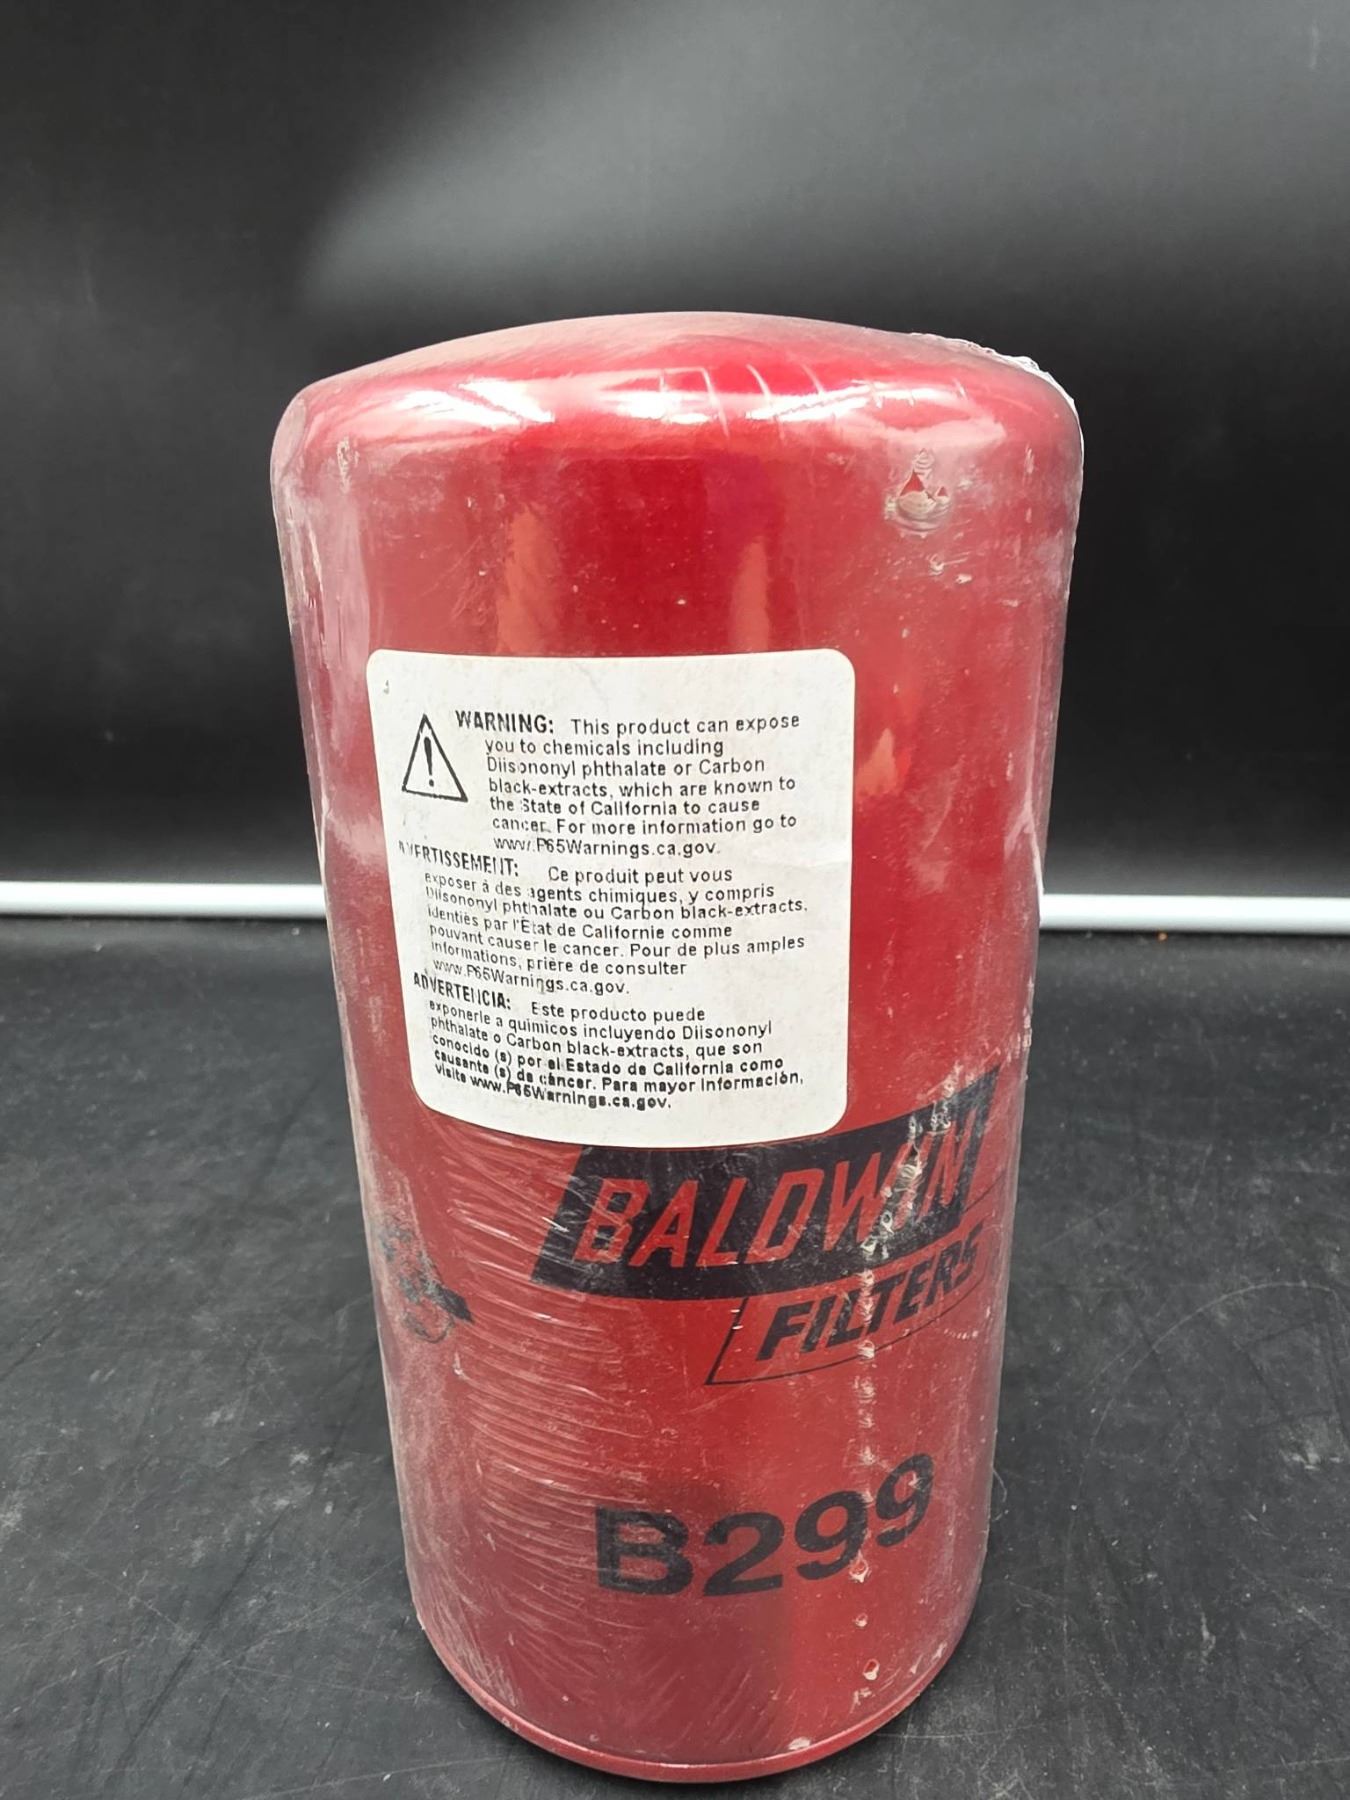 WARNING: This product can expose
you to chemicals including
Diisononyl phthalate or Carbon
black-extracts, which are known to
the State of California to cause
cancer. For more information go to
www.P65Warnings.ca.gov.
AVERTISSEMENT: Ce produit peut vous
exposer à des agents chimiques, y compris
Diisononyl phthalate ou Carbon black-extracts,
identiés par l'État de Californie comme
pouvant causer le cancer. Pour de plus amples
informations, prière de consulter
www.P65Warnings.ca.gov.
ADVERTENCIA: Este producto puede
exponerle a quimicos incluyendo Diisononyl
phthalate o Carbon black-extracts, que son
conocido (s) por el Estado de California como
causante (s) de cáncer. Para mayor información,
visite www.P65Warnings.ca.gov.
BALDWIN
FILTERS
B299